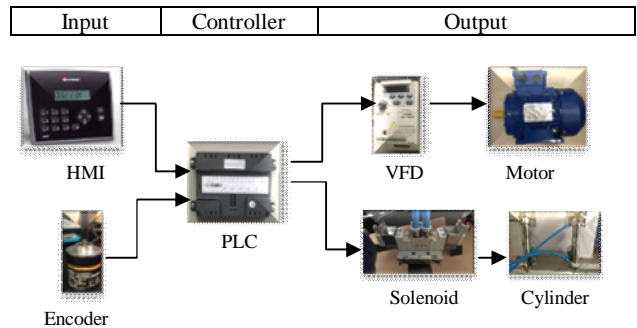 Input Controller Output
HMI
VFD
Motor
PLC
Solenoid
Cylinder
Encoder